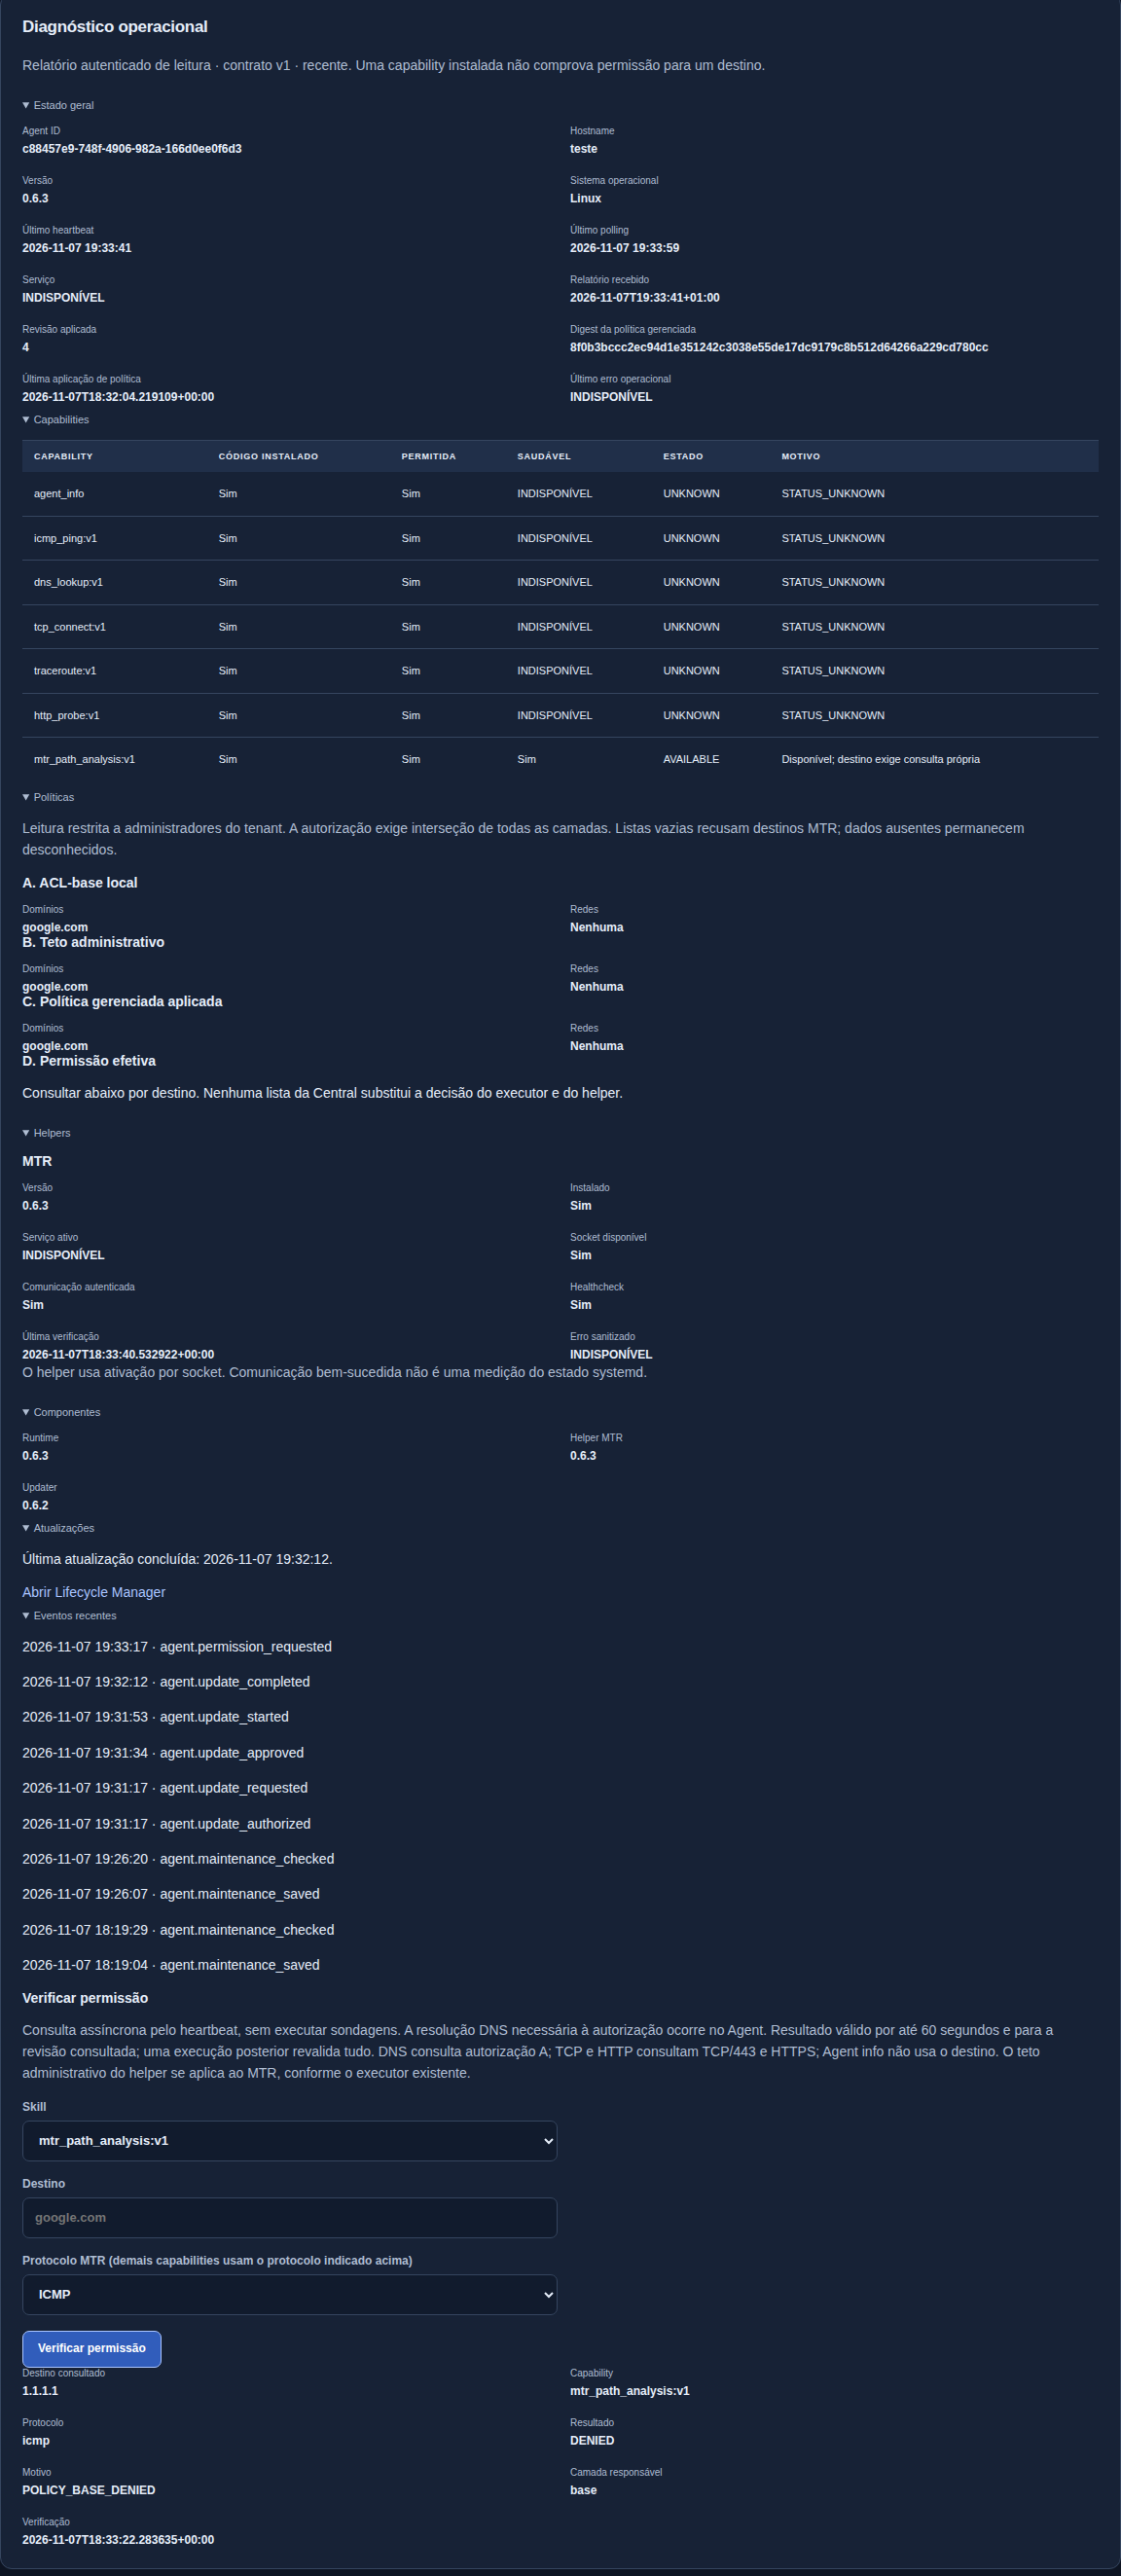 Diagnóstico operacional
Relatório autenticado de leitura · contrato v1 · recente. Uma capability instalada não comprova permissão para um destino.
▼ Estado geral
Agent ID Hostname
c88457e9-748f-4906-982a-166d0ee0f6d3 teste
Versão Sistema operacional
0.6.3 Linux
Último heartbeat Último polling
2026-11-07 19:33:41 2026-11-07 19:33:59
Serviço Relatório recebido
INDISPONÍVEL 2026-11-07T19:33:41+01:00
Revisão aplicada Digest da política gerenciada
4 8f0b3bccc2ec94d1e351242c3038e55de17dc9179c8b512d64266a229cd780cc
Última aplicação de política Último erro operacional
2026-11-07T18:32:04.219109+00:00 INDISPONÍVEL
▼ Capabilities
CAPABILITY CÓDIGO INSTALADO PERMITIDA SAUDÁVEL ESTADO MOTIVO
agent_info Sim Sim INDISPONÍVEL UNKNOWN STATUS_UNKNOWN
icmp_ping:v1 Sim Sim INDISPONÍVEL UNKNOWN STATUS_UNKNOWN
dns_lookup:v1 Sim Sim INDISPONÍVEL UNKNOWN STATUS_UNKNOWN
tcp_connect:v1 Sim Sim INDISPONÍVEL UNKNOWN STATUS_UNKNOWN
traceroute:v1 Sim Sim INDISPONÍVEL UNKNOWN STATUS_UNKNOWN
http_probe:v1 Sim Sim INDISPONÍVEL UNKNOWN STATUS_UNKNOWN
mtr_path_analysis:v1 Sim Sim Sim AVAILABLE Disponível; destino exige consulta própria
▼ Políticas
Leitura restrita a administradores do tenant. A autorização exige interseção de todas as camadas. Listas vazias recusam destinos MTR; dados ausentes permanecem
desconhecidos.
A. ACL-base local
Domínios Redes
google.com Nenhuma
B. Teto administrativo
Domínios Redes
google.com Nenhuma
C. Política gerenciada aplicada
Domínios Redes
google.com Nenhuma
D. Permissão efetiva
Consultar abaixo por destino. Nenhuma lista da Central substitui a decisão do executor e do helper.
▼ Helpers
MTR
Versão Instalado
0.6.3 Sim
Serviço ativo Socket disponível
INDISPONÍVEL Sim
Comunicação autenticada Healthcheck
Sim Sim
Última verificação Erro sanitizado
2026-11-07T18:33:40.532922+00:00 INDISPONÍVEL
O helper usa ativação por socket. Comunicação bem-sucedida não é uma medição do estado systemd.
▼ Componentes
Runtime Helper MTR
0.6.3 0.6.3
Updater
0.6.2
▼ Atualizações
Última atualização concluída: 2026-11-07 19:32:12.
Abrir Lifecycle Manager
▼ Eventos recentes
2026-11-07 19:33:17 · agent.permission_requested
2026-11-07 19:32:12 · agent.update_completed
2026-11-07 19:31:53 · agent.update_started
2026-11-07 19:31:34 · agent.update_approved
2026-11-07 19:31:17 · agent.update_requested
2026-11-07 19:31:17 · agent.update_authorized
2026-11-07 19:26:20 · agent.maintenance_checked
2026-11-07 19:26:07 · agent.maintenance_saved
2026-11-07 18:19:29 · agent.maintenance_checked
2026-11-07 18:19:04 · agent.maintenance_saved
Verificar permissão
Consulta assíncrona pelo heartbeat, sem executar sondagens. A resolução DNS necessária à autorização ocorre no Agent. Resultado válido por até 60 segundos e para a
revisão consultada; uma execução posterior revalida tudo. DNS consulta autorização A; TCP e HTTP consultam TCP/443 e HTTPS; Agent info não usa o destino. O teto
administrativo do helper se aplica ao MTR, conforme o executor existente.
Skill
mtr_path_analysis:v1
Destino
google.com
Protocolo MTR (demais capabilities usam o protocolo indicado acima)
ICMP
Verificar permissão
Destino consultado Capability
1.1.1.1 mtr_path_analysis:v1
Protocolo Resultado
icmp DENIED
Motivo Camada responsável
POLICY_BASE_DENIED base
Verificação
2026-11-07T18:33:22.283635+00:00